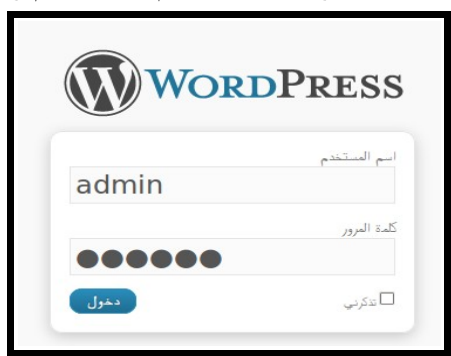 WORDPRESS
اسم المستخدم
admin
كلمة المرور
●●●●●●
تذكرني
دخول